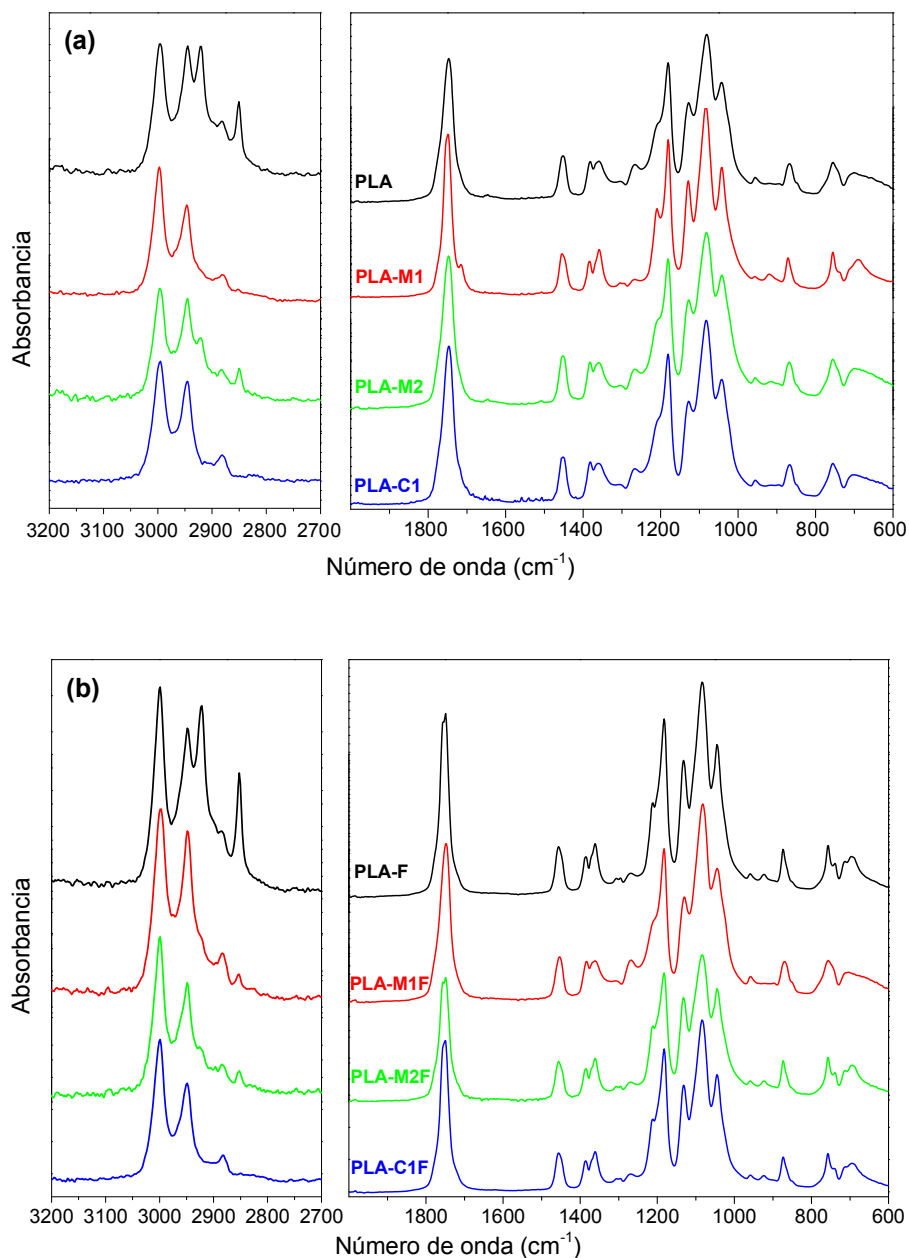 (a)
Absorbancia
PLA
PLA-M1
PLA-M2
PLA-C1
3200 3100 3000 2900 2800 2700
1800 1600 1400 1200 1000 800 600
Número de onda (cm⁻¹)
(b)
Absorbancia
PLA-F
PLA-M1F
PLA-M2F
PLA-C1F
3200 3100 3000 2900 2800 2700
1800 1600 1400 1200 1000 800 600
Número de onda (cm⁻¹)